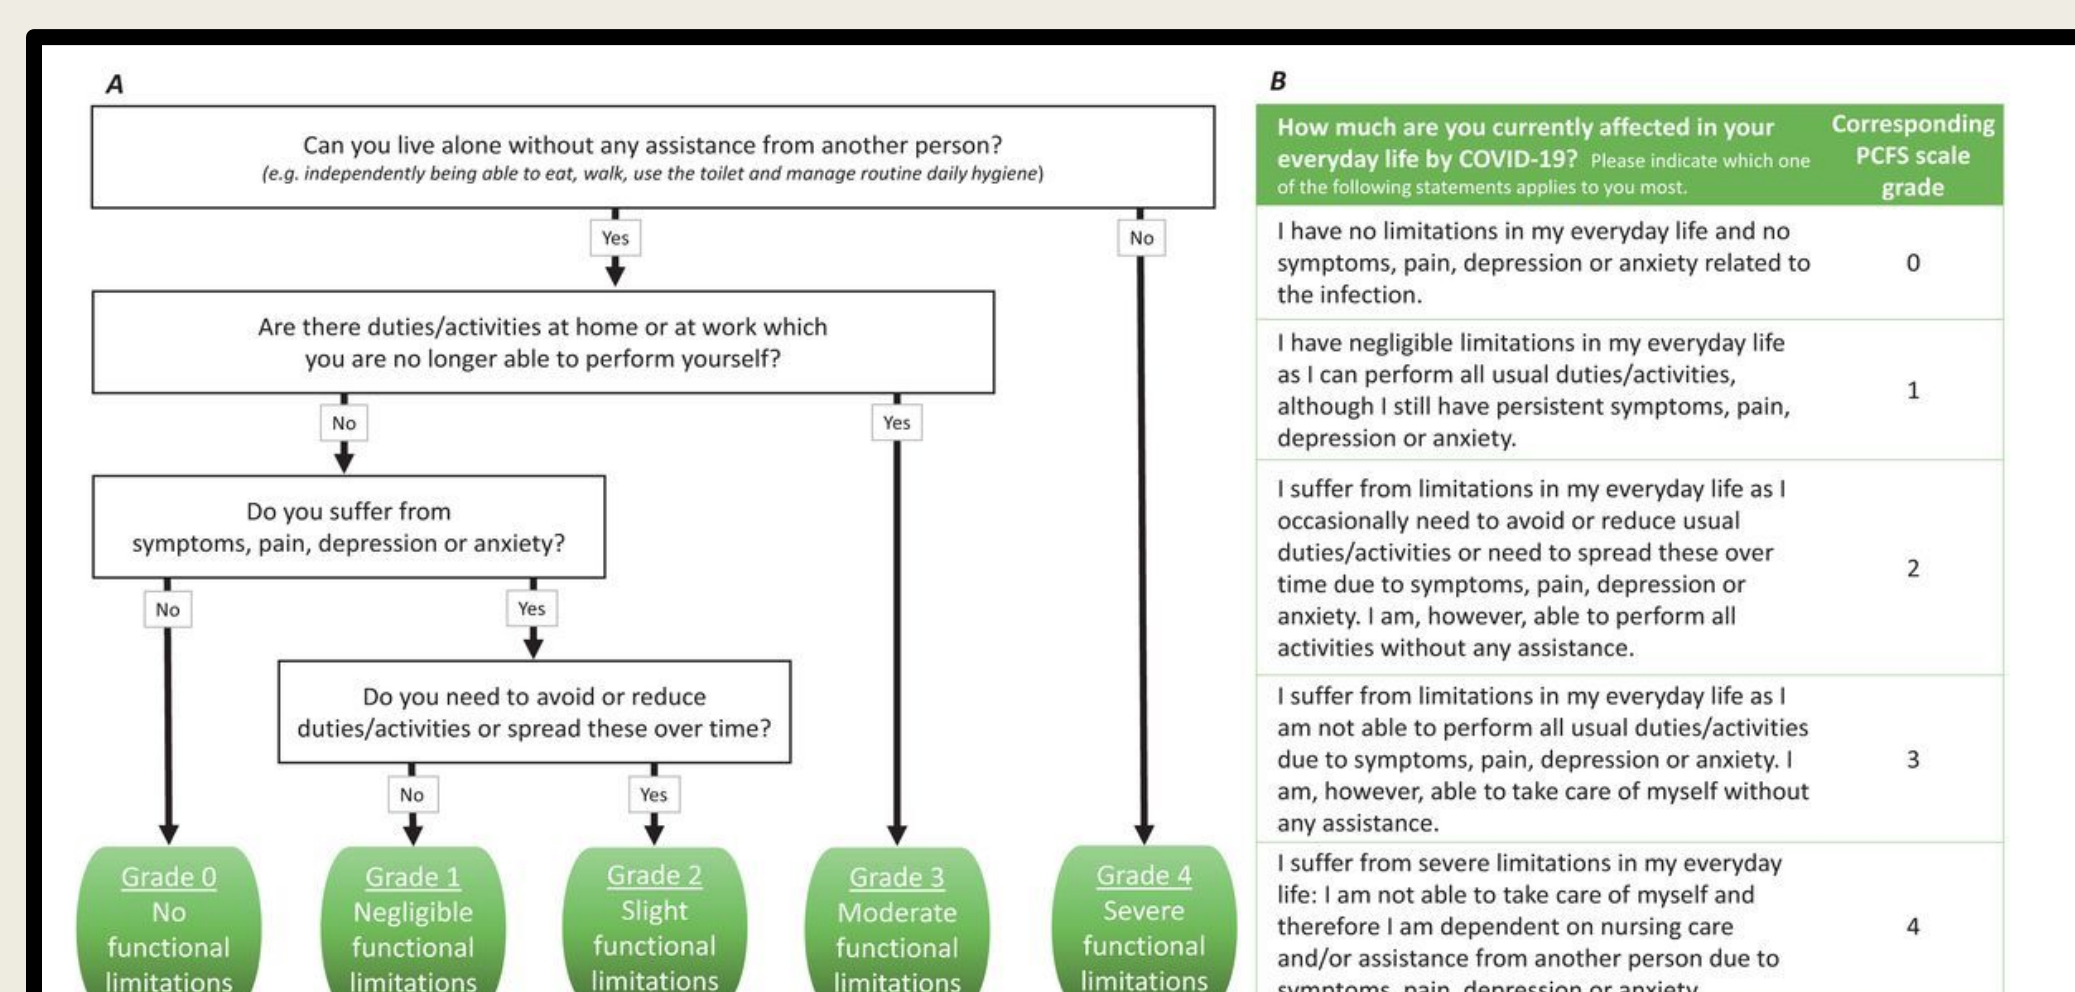 A
Can you live alone without any assistance from another person?
(e.g. independently being able to eat, walk, use the toilet and manage routine daily hygiene)
Yes
No
Are there duties/activities at home or at work which
you are no longer able to perform yourself?
No
Yes
Do you suffer from
symptoms, pain, depression or anxiety?
No
Yes
Do you need to avoid or reduce
duties/activities or spread these over time?
No
Yes
Grade 0
No
functional
limitations
Grade 1
Negligible
functional
limitations
Grade 2
Slight
functional
limitations
Grade 3
Moderate
functional
limitations
Grade 4
Severe
functional
limitations
B
How much are you currently affected in your
everyday life by COVID-19? Please indicate which one
of the following statements applies to you most.
Corresponding
PCFS scale
grade
I have no limitations in my everyday life and no
symptoms, pain, depression or anxiety related to
the infection.
0
I have negligible limitations in my everyday life
as I can perform all usual duties/activities,
although I still have persistent symptoms, pain,
depression or anxiety.
1
I suffer from limitations in my everyday life as I
occasionally need to avoid or reduce usual
duties/activities or need to spread these over
time due to symptoms, pain, depression or
anxiety. I am, however, able to perform all
activities without any assistance.
2
I suffer from limitations in my everyday life as I
am not able to perform all usual duties/activities
due to symptoms, pain, depression or anxiety. I
am, however, able to take care of myself without
any assistance.
3
I suffer from severe limitations in my everyday
life: I am not able to take care of myself and
therefore I am dependent on nursing care
and/or assistance from another person due to
symptoms, pain, depression or anxiety.
4